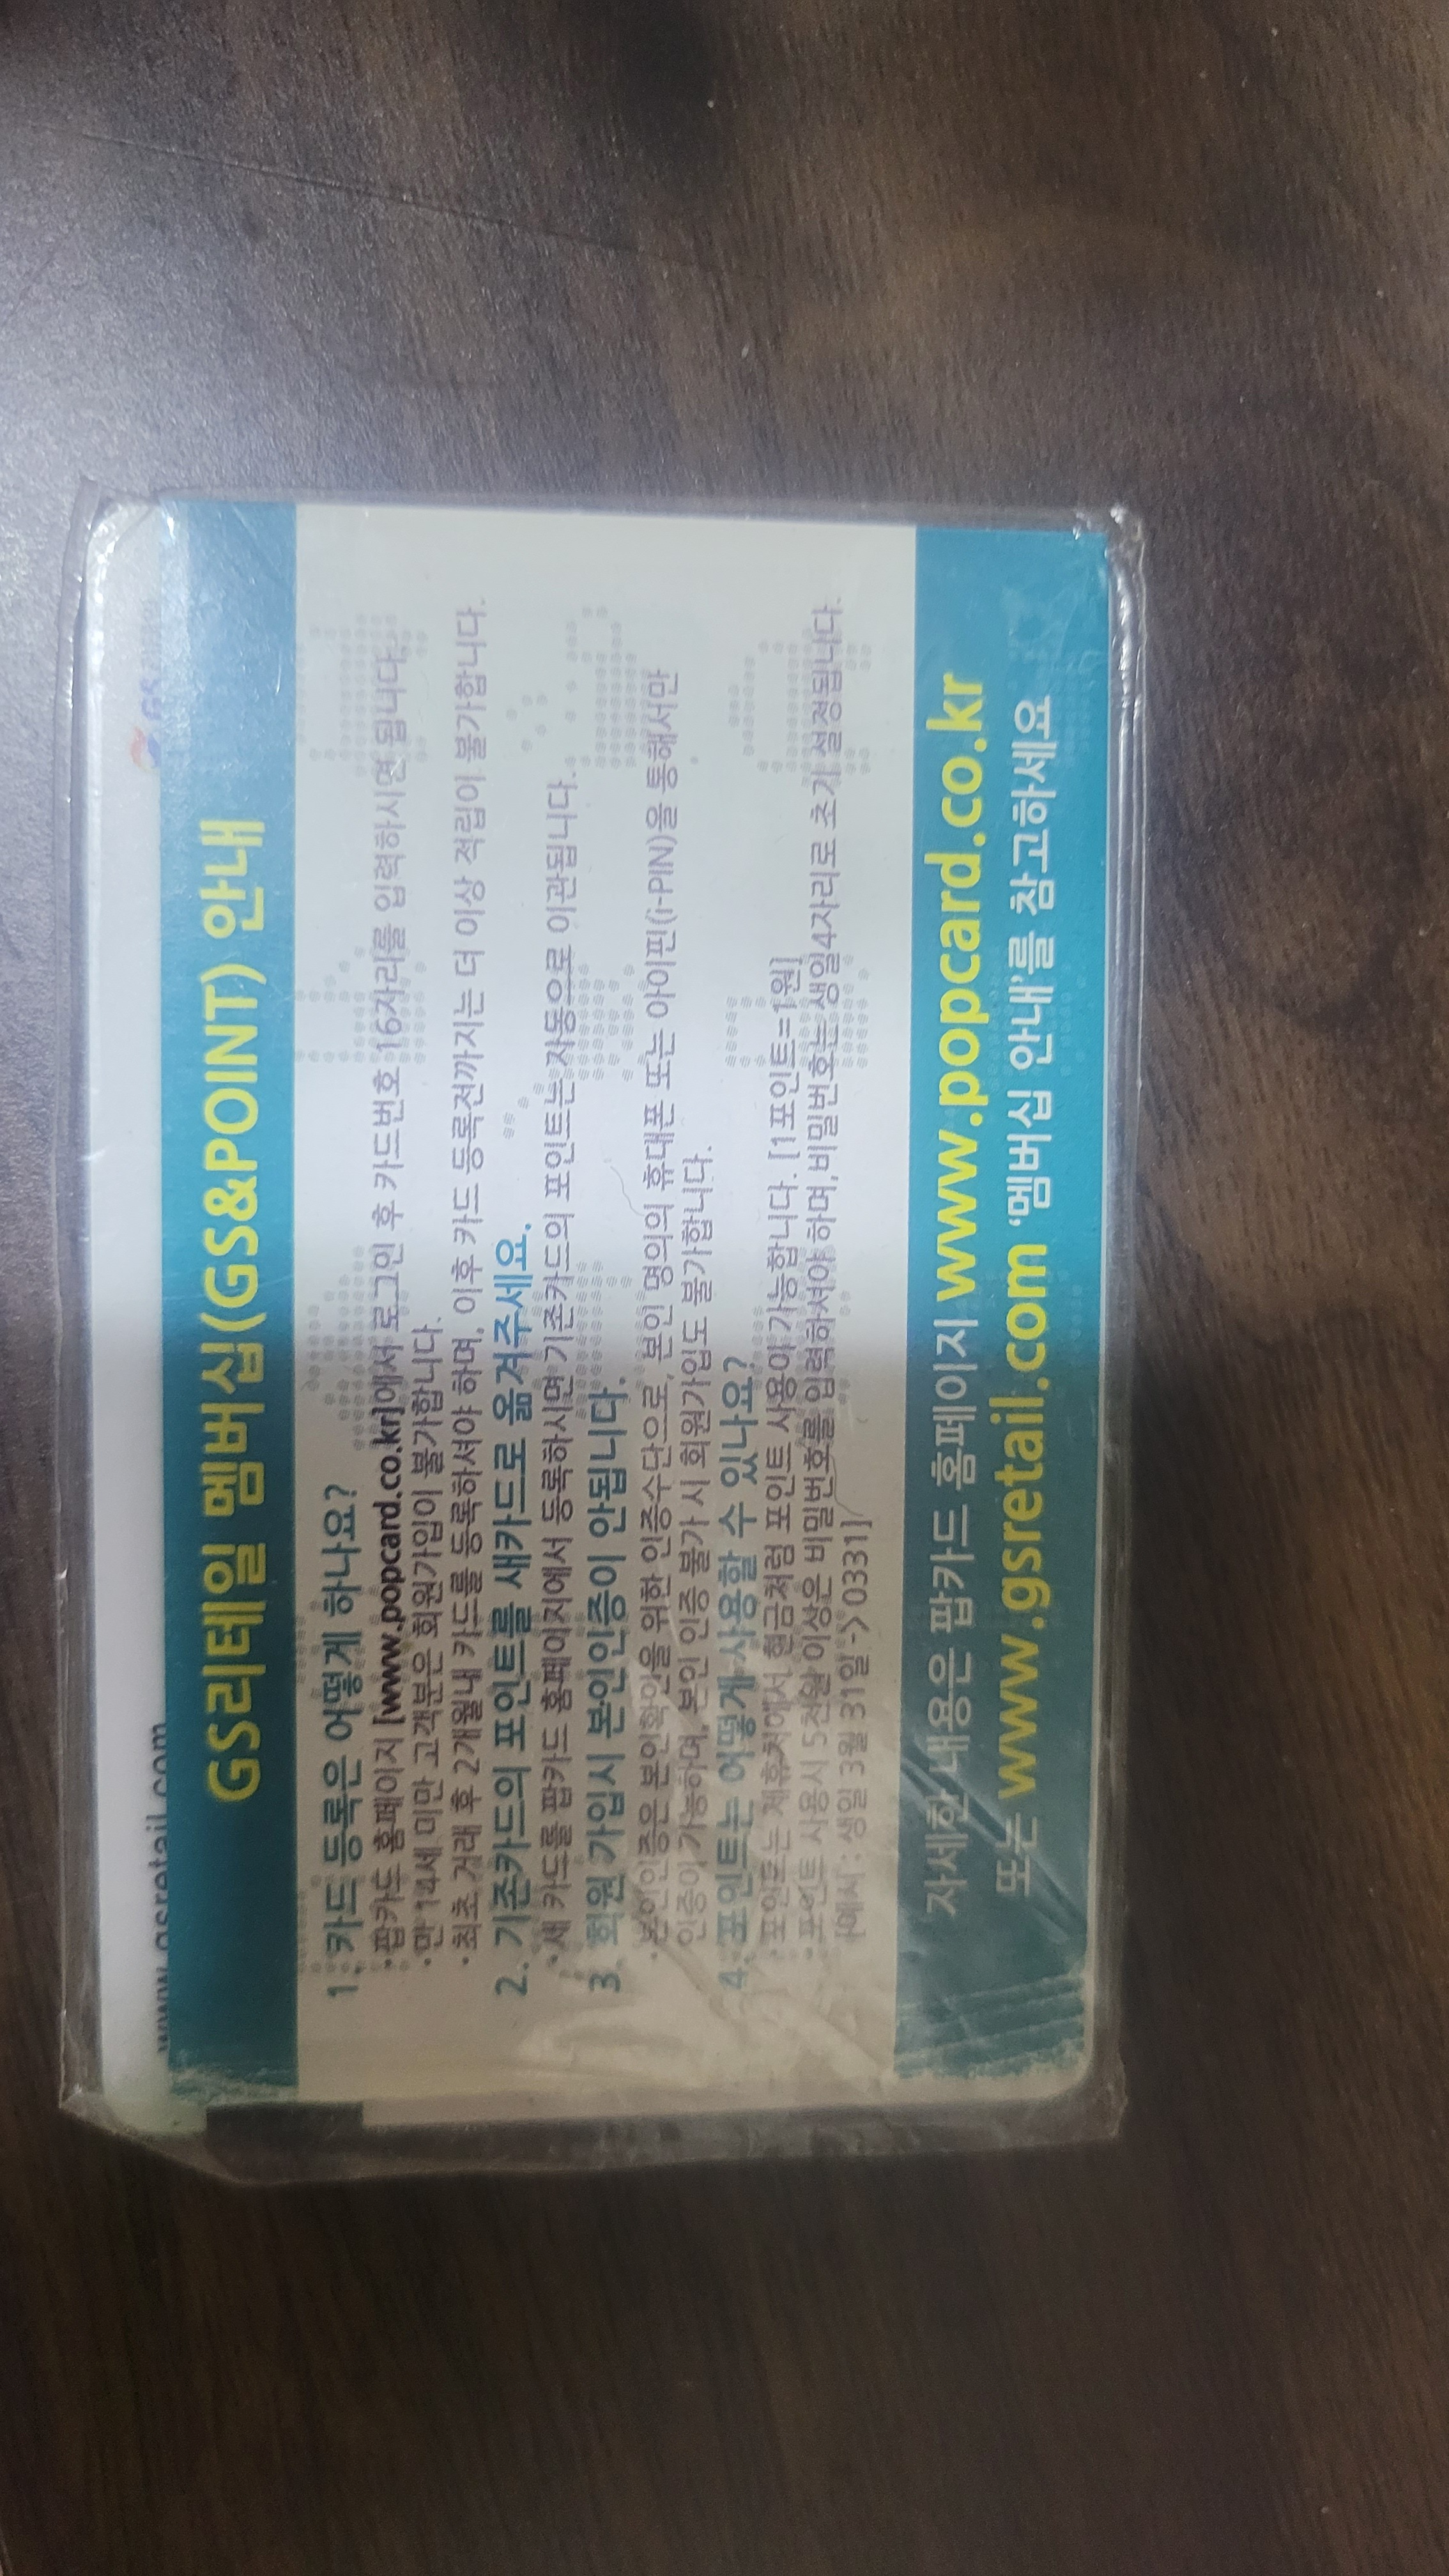 www.gsretail.com
GS
GS리테일 멤버십(GS&POINT) 안내
1. 카드 등록은 어떻게 하나요?
· 팝카드 홈페이지 [www.popcard.co.kr]에서 로그인 후 카드번호 16자리를 입력하시면 됩니다.
· 만 14세 미만 고객분은 회원가입이 불가합니다.
· 최초 거래 후 2개월내 카드를 등록하셔야 하며, 이후 카드 등록전까지는 더 이상 적립이 불가합니다.
2. 기존카드의 포인트를 새카드로 옮겨주세요.
· 새 카드를 팝카드 홈페이지에서 등록하시면 기존카드의 포인트는 자동으로 이관됩니다.
3. 회원 가입시 본인인증이 안됩니다.
· 본인인증은 본인확인을 위한 인증수단으로, 본인 명의의 휴대폰 또는 아이핀(i-PIN)을 통해서만
인증이 가능하며, 본인 인증 불가 시 회원가입도 불가합니다.
4. 포인트는 어떻게 사용할 수 있나요?
· 포인트는 제휴처에서 현금처럼 포인트 사용이 가능합니다. [1포인트=1원]
· 포인트 사용시 5천원 이상은 비밀번호를 입력하셔야 하며,비밀번호는 생일4자리로 초기 설정됩니다.
[예시 : 생일 3월 31일 -> 0331]
자세한 내용은 팝카드 홈페이지 www.popcard.co.kr
또는 www.gsretail.com '멤버십 안내'를 참고하세요